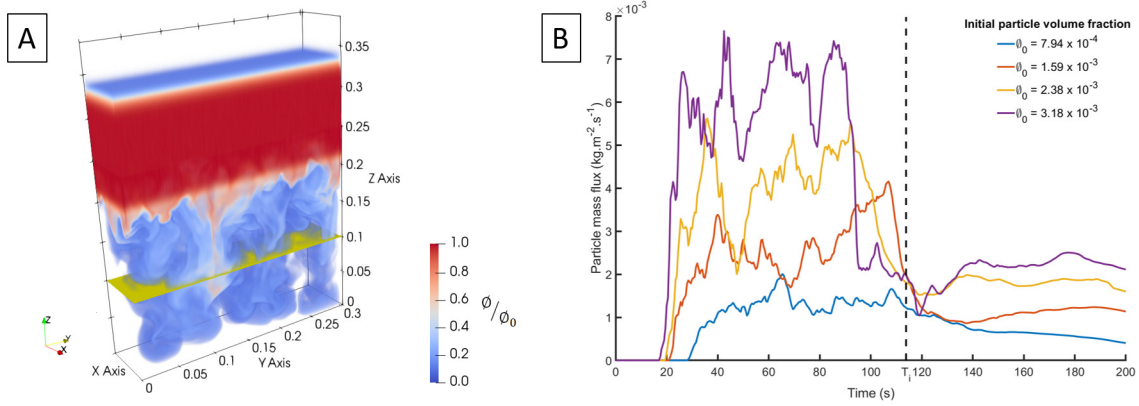 A
0.35
0.30
0.25
0.2
Z Axis
0.15
0.1
0.05
0
0.3
0.25
0.2
0.15
0.1
0.05
0
Y Axis
X Axis
Z
Y
X
1.0
0.8
0.6
0.4
0.2
0.0
∅/∅0
B
8 ×10^-3
7
6
5
4
3
2
1
0
Particle mass flux (kg.m-2.s-1)
Initial particle volume fraction
∅0 = 7.94 x 10-4
∅0 = 1.59 x 10-3
∅0 = 2.38 x 10-3
∅0 = 3.18 x 10-3
0 20 40 60 80 100 Ti 120 140 160 180 200
Time (s)